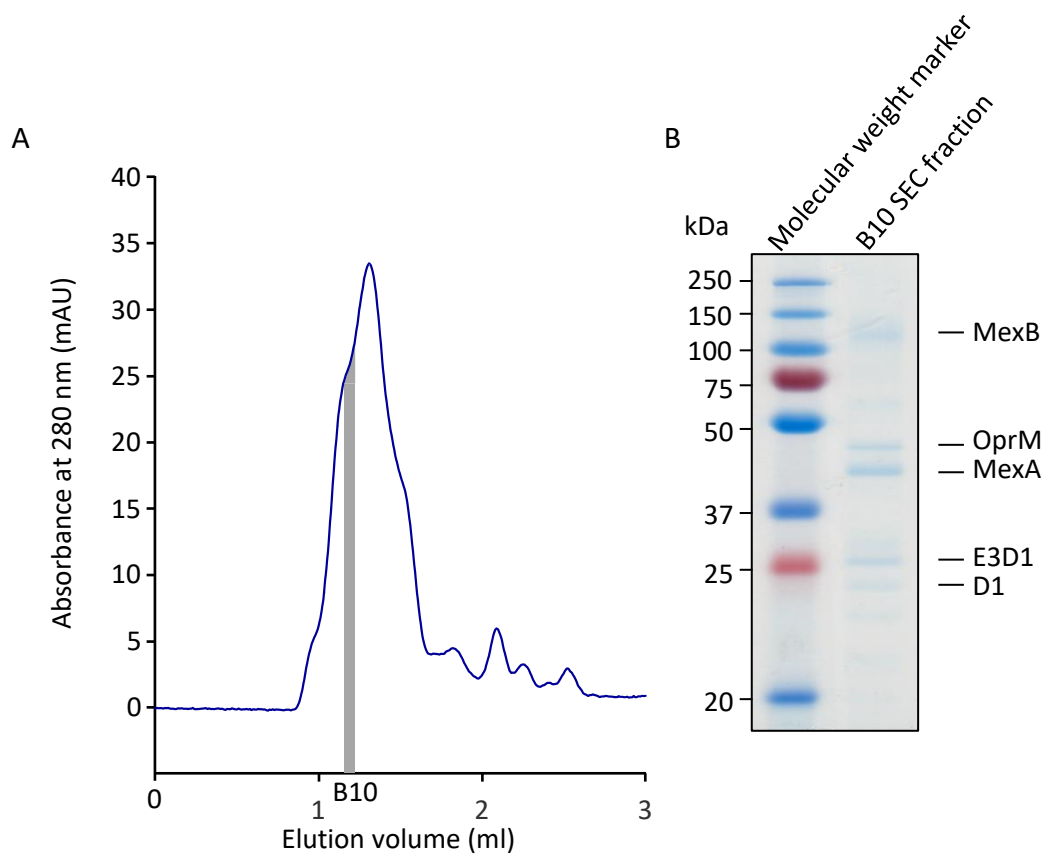 A
Absorbance at 280 nm (mAU)
40
35
30
25
20
15
10
5
0
0
1
B10
2
3
Elution volume (ml)
B
kDa
Molecular weight marker
B10 SEC fraction
250
150
100
75
50
37
25
20
MexB
OprM
MexA
E3D1
D1